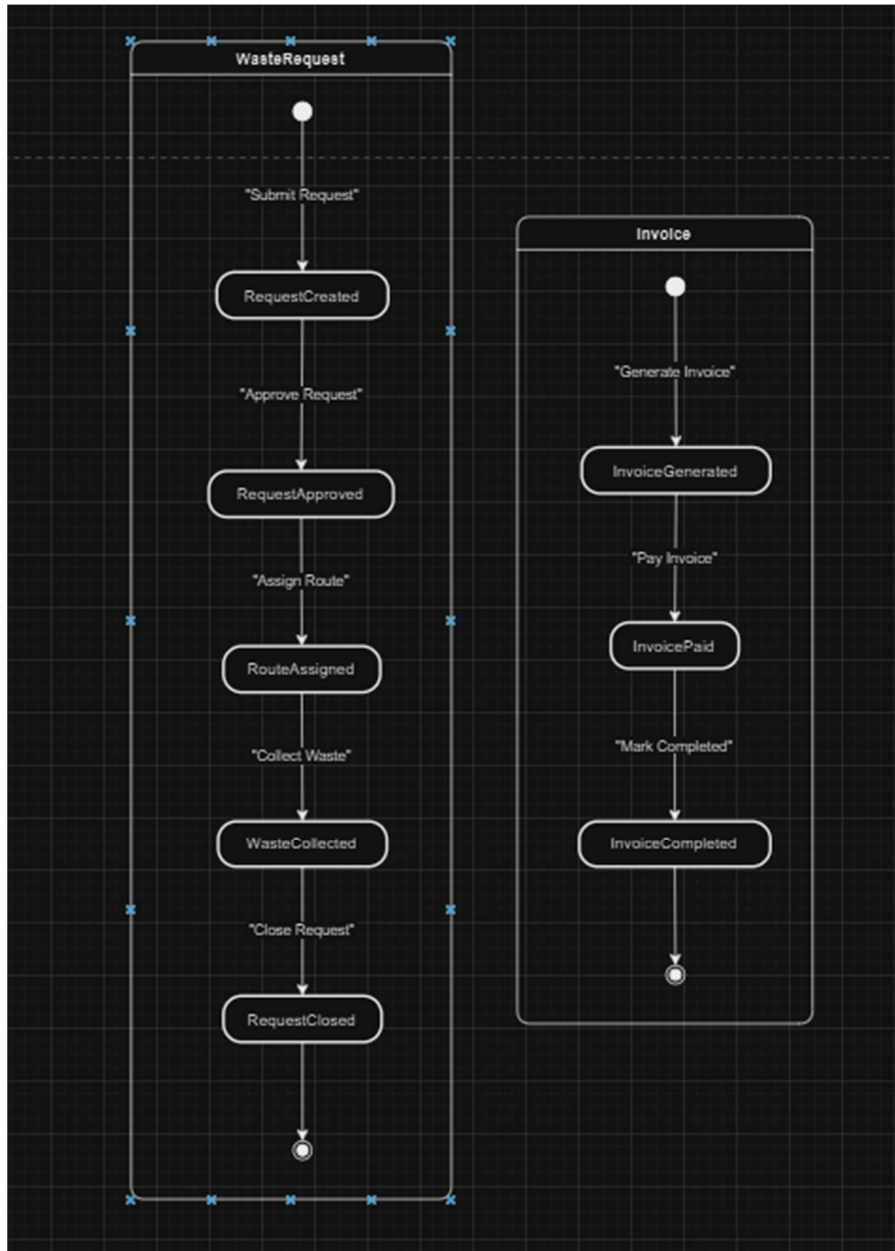 WasteRequest
"Submit Request"
RequestCreated
"Approve Request"
RequestApproved
"Assign Route"
RouteAssigned
"Collect Waste"
WasteCollected
"Close Request"
RequestClosed
Invoice
"Generate Invoice"
InvoiceGenerated
"Pay Invoice"
InvoicePaid
"Mark Completed"
InvoiceCompleted